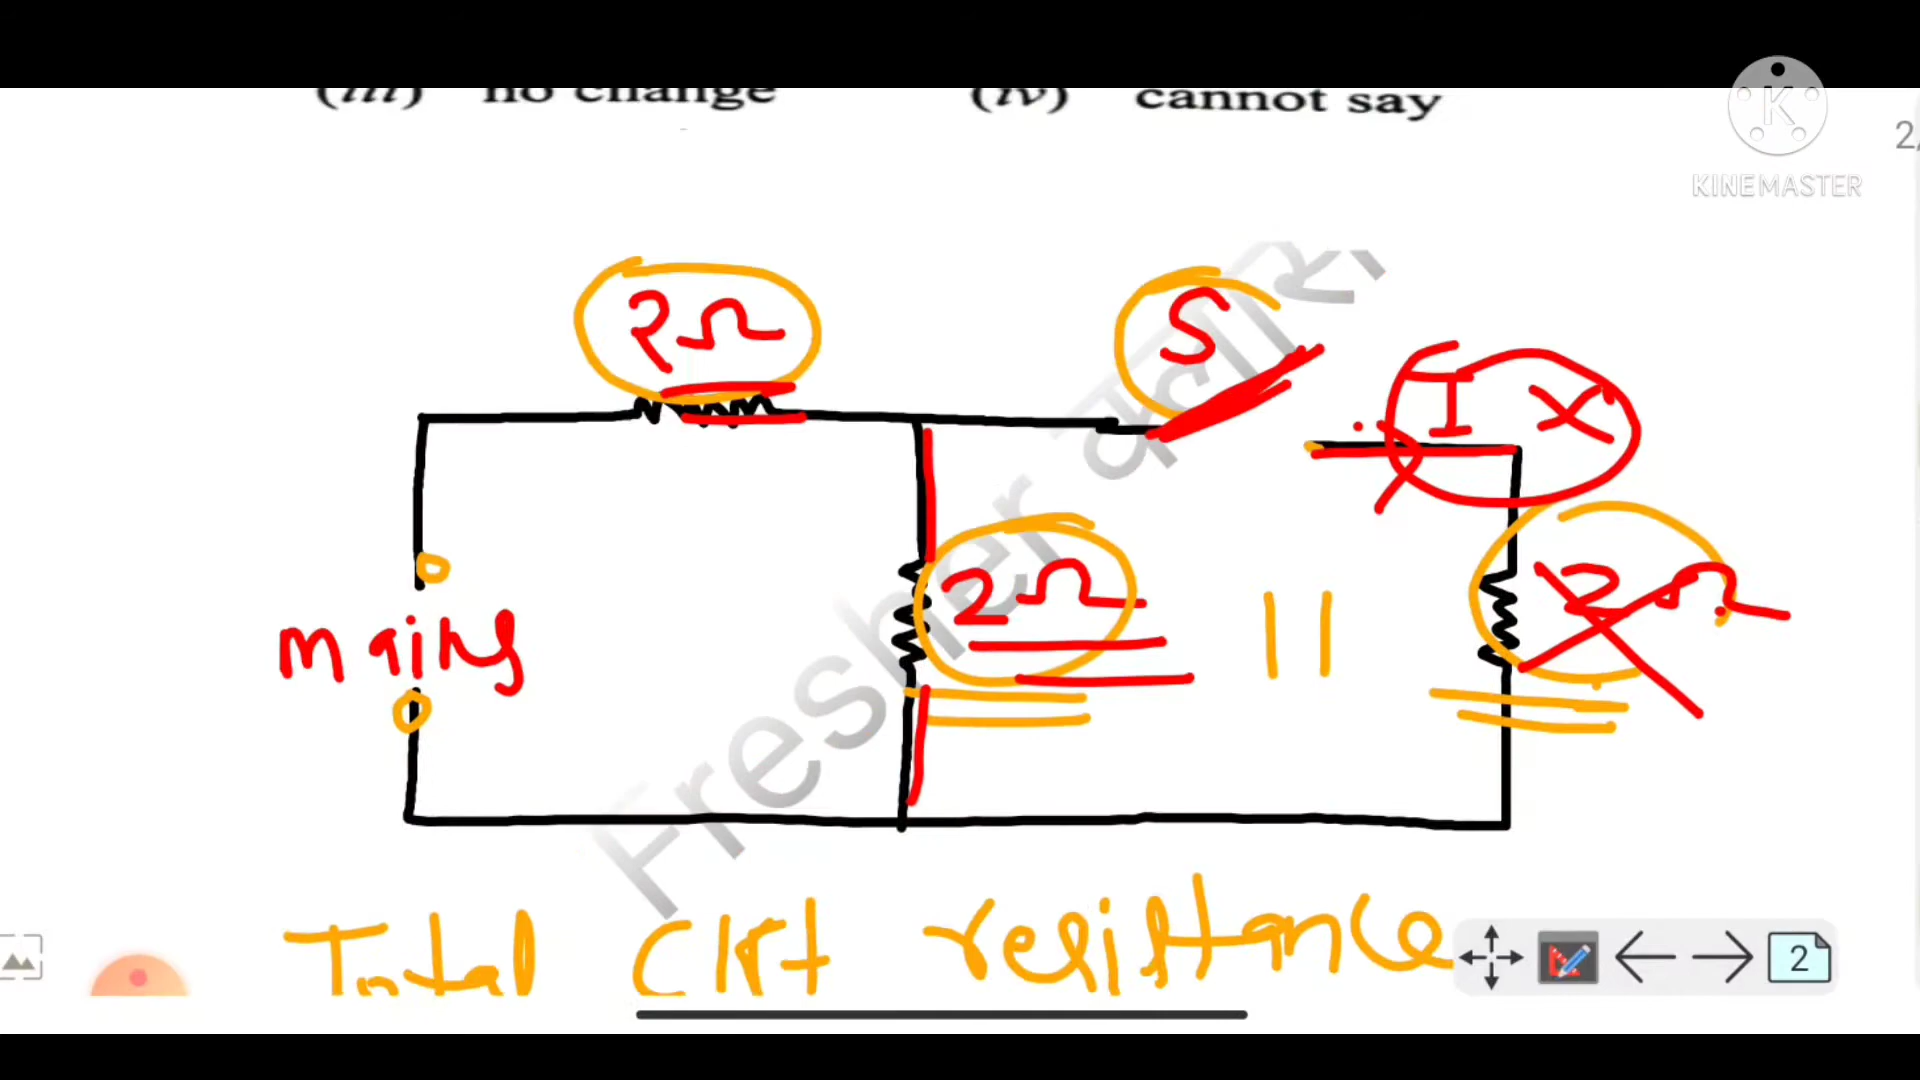 (iii) no change (iv) cannot say
K
KINEMASTER
2Ω
S
I X
2Ω
2Ω
mains
Fresher
Total CKt resistance
2